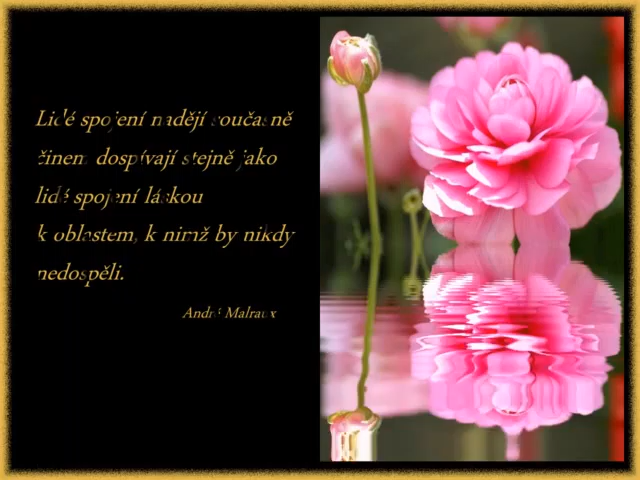 Lidé spojení nadějí současně
činem dospívají stejně jako
lidé spojení láskou
k oblastem, k nimž by nikdy
nedospěli.
André Malraux